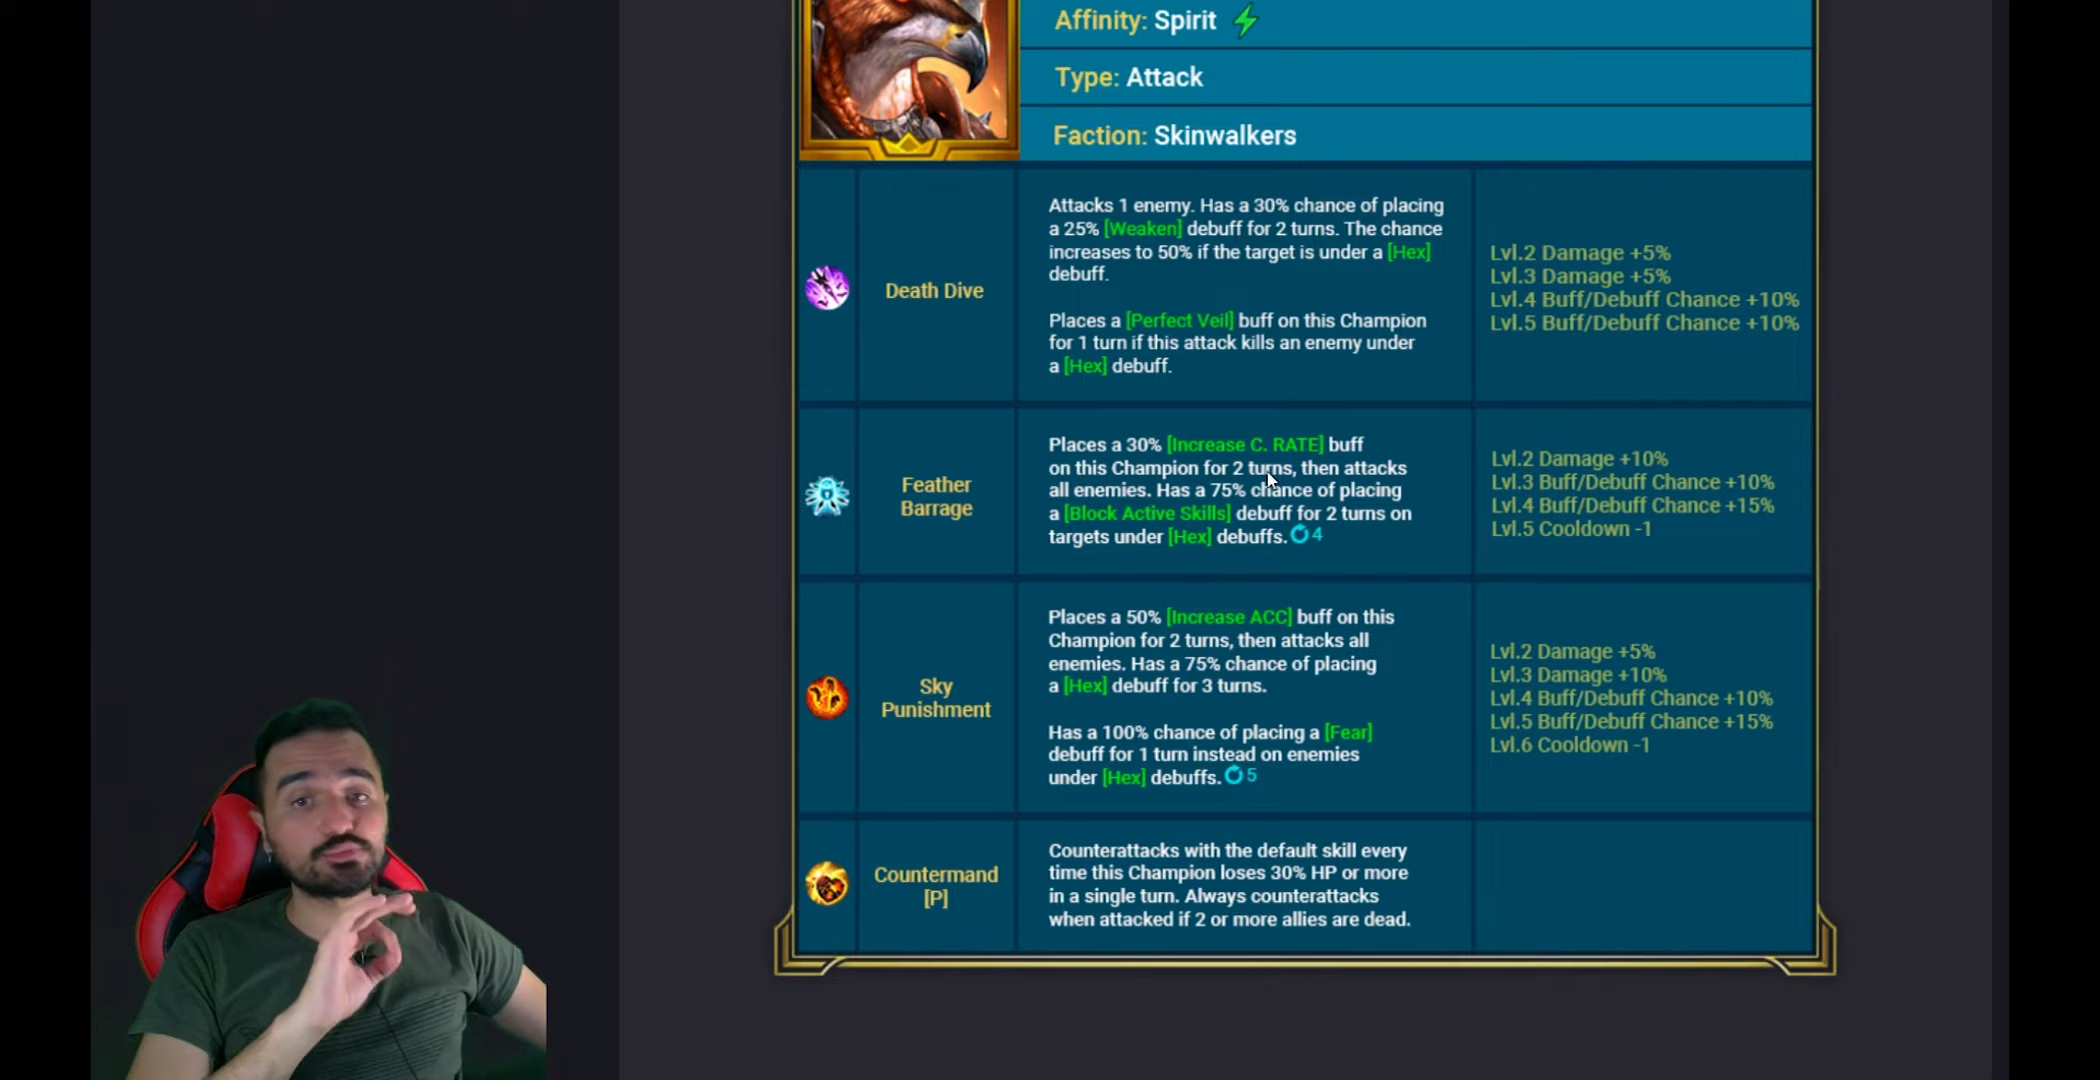 Affinity: Spirit
Type: Attack
Faction: Skinwalkers
Death Dive
Attacks 1 enemy. Has a 30% chance of placing
a 25% [Weaken] debuff for 2 turns. The chance
increases to 50% if the target is under a [Hex]
debuff.
Places a [Perfect Veil] buff on this Champion
for 1 turn if this attack kills an enemy under
a [Hex] debuff.
Lvl.2 Damage +5%
Lvl.3 Damage +5%
Lvl.4 Buff/Debuff Chance +10%
Lvl.5 Buff/Debuff Chance +10%
Feather
Barrage
Places a 30% [Increase C. RATE] buff
on this Champion for 2 turns, then attacks
all enemies. Has a 75% chance of placing
a [Block Active Skills] debuff for 2 turns on
targets under [Hex] debuffs. 4
Lvl.2 Damage +10%
Lvl.3 Buff/Debuff Chance +10%
Lvl.4 Buff/Debuff Chance +15%
Lvl.5 Cooldown -1
Sky
Punishment
Places a 50% [Increase ACC] buff on this
Champion for 2 turns, then attacks all
enemies. Has a 75% chance of placing
a [Hex] debuff for 3 turns.
Has a 100% chance of placing a [Fear]
debuff for 1 turn instead on enemies
under [Hex] debuffs. 5
Lvl.2 Damage +5%
Lvl.3 Damage +10%
Lvl.4 Buff/Debuff Chance +10%
Lvl.5 Buff/Debuff Chance +15%
Lvl.6 Cooldown -1
Countermand
[P]
Counterattacks with the default skill every
time this Champion loses 30% HP or more
in a single turn. Always counterattacks
when attacked if 2 or more allies are dead.